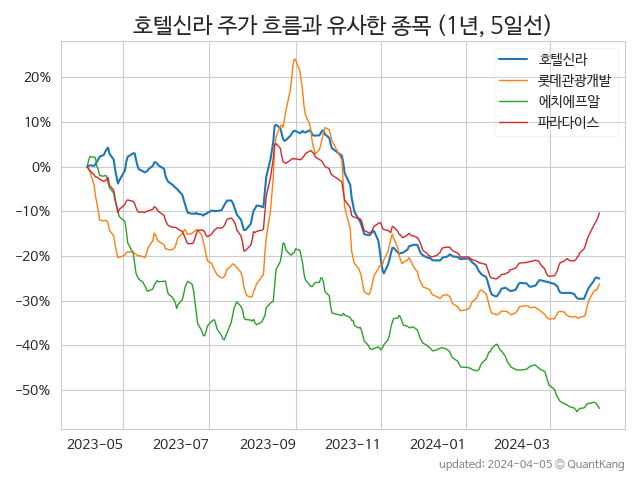 호텔신라 주가 흐름과 유사한 종목 (1년, 5일선)
호텔신라
롯데관광개발
에치에프알
파라다이스
20%
10%
0%
−10%
−20%
−30%
−40%
−50%
2023-05 2023-07 2023-09 2023-11 2024-01 2024-03
updated: 2024-04-05 © QuantKang